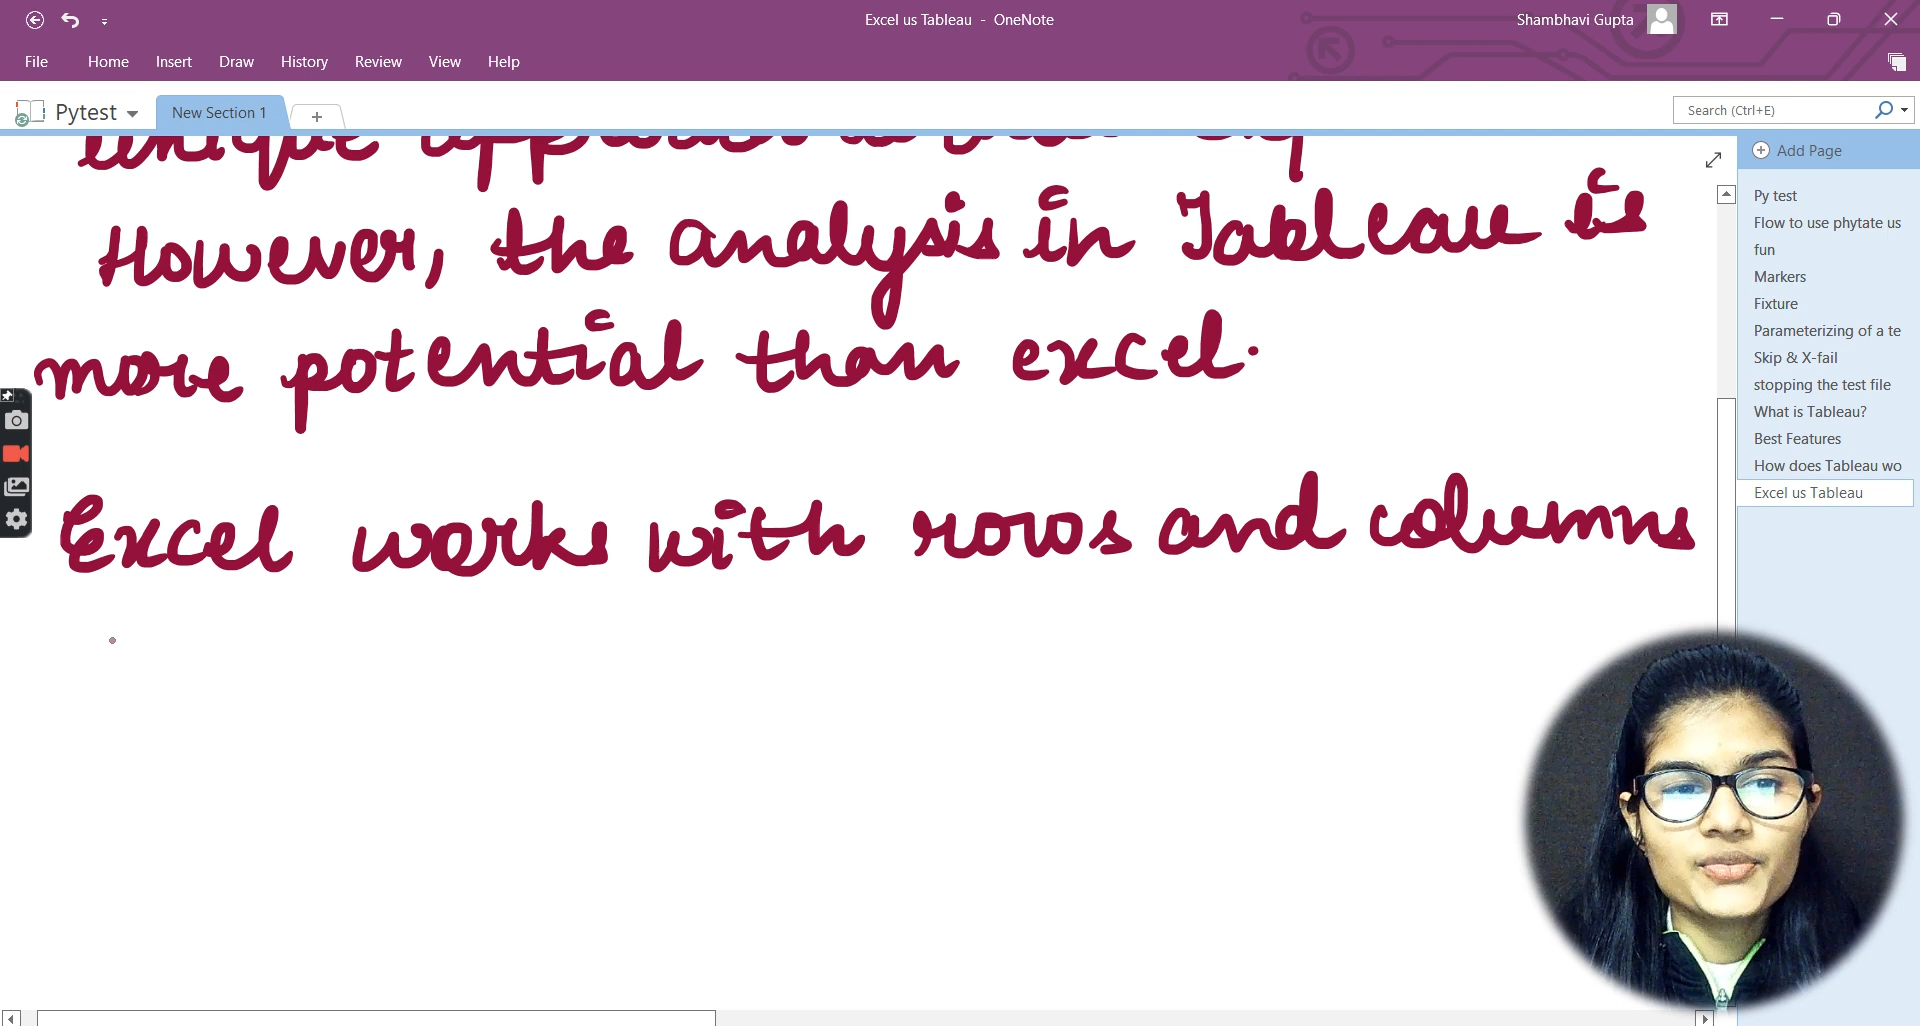 Excel us Tableau - OneNote
Shambhavi Gupta
File Home Insert Draw History Review View Help
Pytest
New Section 1
+
Search (Ctrl+E)
Add Page
unique
However, the analysis in Tableau is
more potential than excel.
Excel works with rows and columns
Py test
Flow to use phytate us
fun
Markers
Fixture
Parameterizing of a te
Skip & X-fail
stopping the test file
What is Tableau?
Best Features
How does Tableau wo
Excel us Tableau